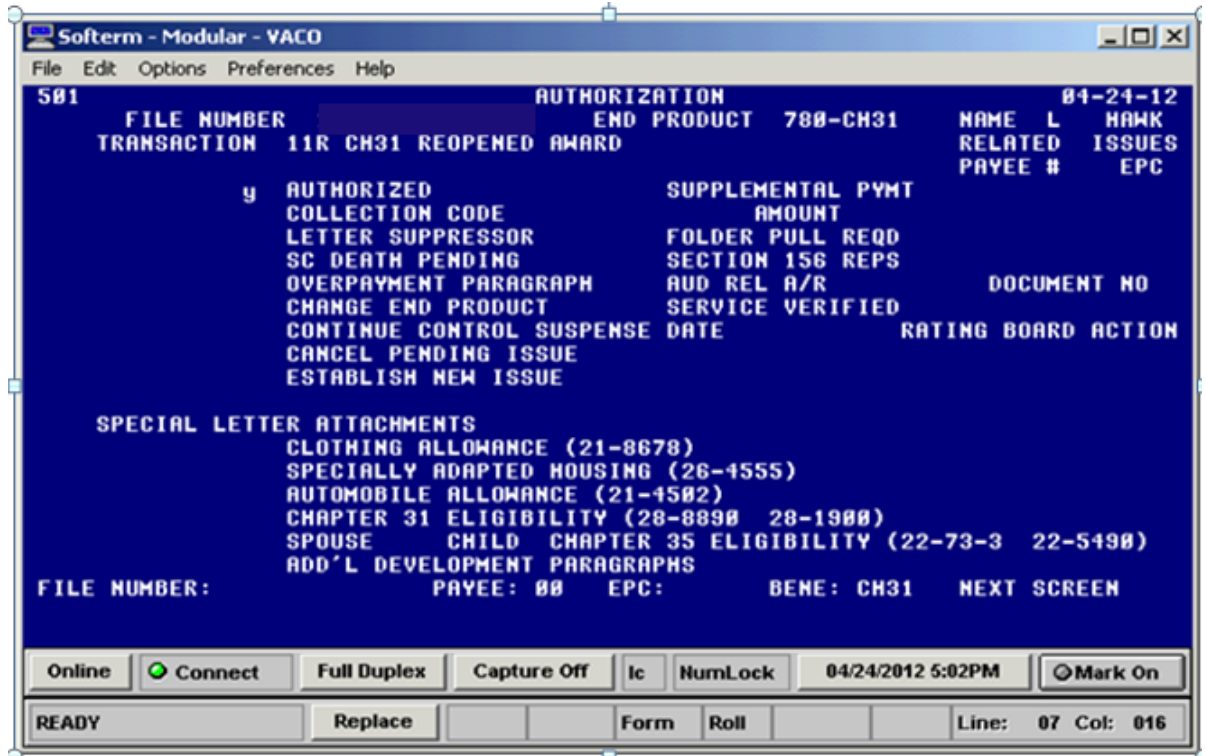 Softerm - Modular - VACO
File Edit Options Preferences Help
501 AUTHORIZATION 04-24-12
FILE NUMBER END PRODUCT 780-CH31 NAME L HAWK
TRANSACTION 11R CH31 REOPENED AWARD RELATED ISSUES
PAYEE # EPC
y AUTHORIZED SUPPLEMENTAL PYMT
COLLECTION CODE AMOUNT
LETTER SUPPRESSOR FOLDER PULL REQD
SC DEATH PENDING SECTION 156 REPS
OVERPAYMENT PARAGRAPH AUD REL A/R DOCUMENT NO
CHANGE END PRODUCT SERVICE VERIFIED
CONTINUE CONTROL SUSPENSE DATE RATING BOARD ACTION
CANCEL PENDING ISSUE
ESTABLISH NEW ISSUE
SPECIAL LETTER ATTACHMENTS
CLOTHING ALLOWANCE (21-8678)
SPECIALLY ADAPTED HOUSING (26-4555)
AUTOMOBILE ALLOWANCE (21-4502)
CHAPTER 31 ELIGIBILITY (28-8890 28-1900)
SPOUSE CHILD CHAPTER 35 ELIGIBILITY (22-73-3 22-5490)
ADD'L DEVELOPMENT PARAGRAPHS
FILE NUMBER: PAYEE: 00 EPC: BENE: CH31 NEXT SCREEN
Online Connect Full Duplex Capture Off Ic NumLock 04/24/2012 5:02PM Mark On
READY Replace Form Roll Line: 07 Col: 016